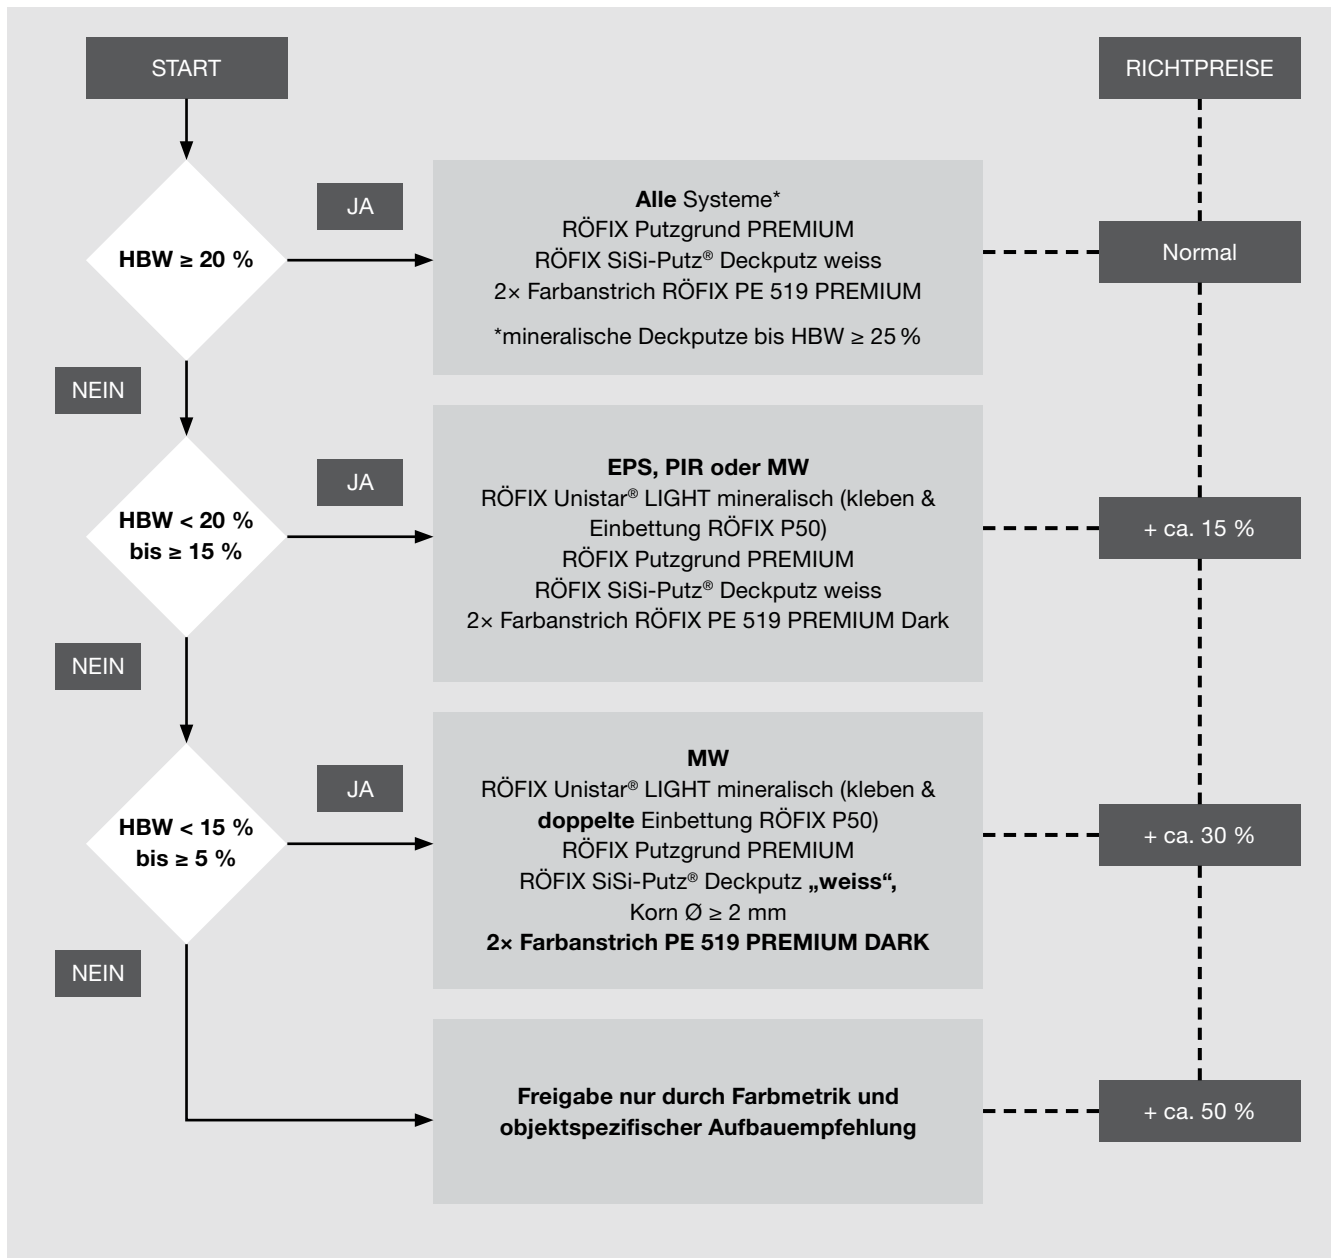 START
RICHTPREISE
HBW ≥ 20 %
JA
Alle Systeme*
RÖFIX Putzgrund PREMIUM
RÖFIX SiSi-Putz® Deckputz weiss
2× Farbanstrich RÖFIX PE 519 PREMIUM
*mineralische Deckputze bis HBW ≥ 25 %
Normal
NEIN
HBW < 20 %
bis ≥ 15 %
JA
EPS, PIR oder MW
RÖFIX Unistar® LIGHT mineralisch (kleben &
Einbettung RÖFIX P50)
RÖFIX Putzgrund PREMIUM
RÖFIX SiSi-Putz® Deckputz weiss
2× Farbanstrich RÖFIX PE 519 PREMIUM Dark
+ ca. 15 %
NEIN
HBW < 15 %
bis ≥ 5 %
JA
MW
RÖFIX Unistar® LIGHT mineralisch (kleben &
doppelte Einbettung RÖFIX P50)
RÖFIX Putzgrund PREMIUM
RÖFIX SiSi-Putz® Deckputz „weiss“,
Korn Ø ≥ 2 mm
2× Farbanstrich PE 519 PREMIUM DARK
+ ca. 30 %
NEIN
Freigabe nur durch Farbmetrik und
objektspezifischer Aufbauempfehlung
+ ca. 50 %